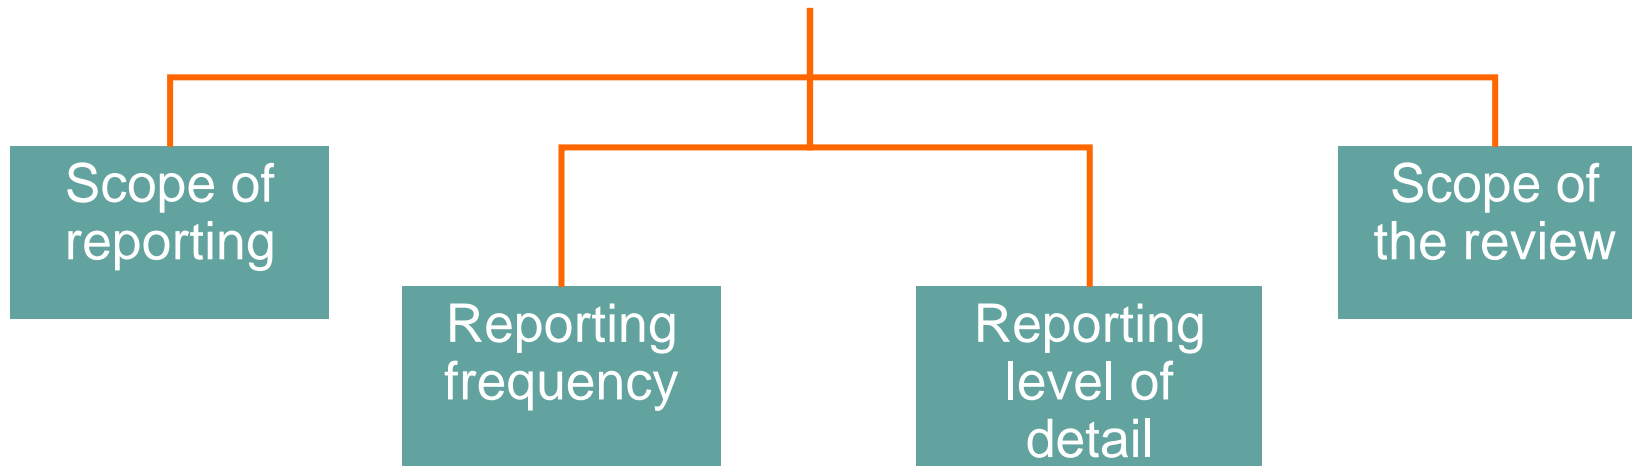 Scope of
reporting
Reporting
frequency
Reporting
level of
detail
Scope of
the review